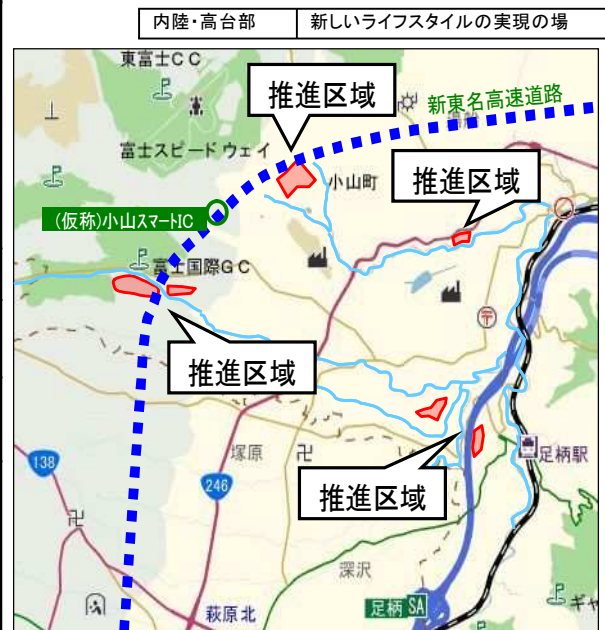 内陸・高台部 新しいライフスタイルの実現の場
東富士CC
推進区域
新東名高速道路
富士スピードウェイ
小山町
推進区域
(仮称)小山スマートIC
富士国際GC
推進区域
塚原
足柄駅
138
246
推進区域
深沢
萩原北
足柄 SA
ギャ